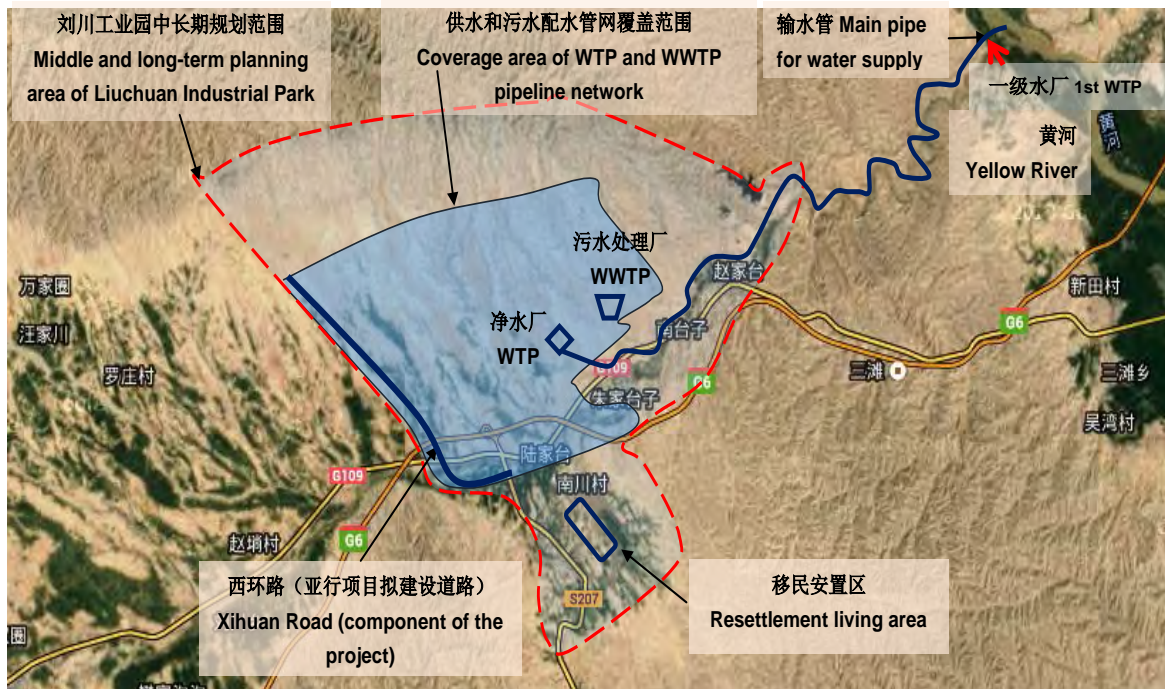 刘川工业园中长期规划范围
Middle and long-term planning
area of Liuchuan Industrial Park
供水和污水配水管网覆盖范围
Coverage area of WTP and WWTP
pipeline network
输水管 Main pipe
for water supply
一级水厂 1st WTP
黄河
Yellow River
黄河
污水处理厂
WWTP
净水厂
WTP
赵家台
南台子
G109
朱家台子
G6
新田村
G6
三滩
三滩乡
吴湾村
万家圈
汪家川
罗庄村
陆家台
南川村
G109
G6
赵埫村
S207
西环路（亚行项目拟建设道路）
Xihuan Road (component of the
project)
移民安置区
Resettlement living area